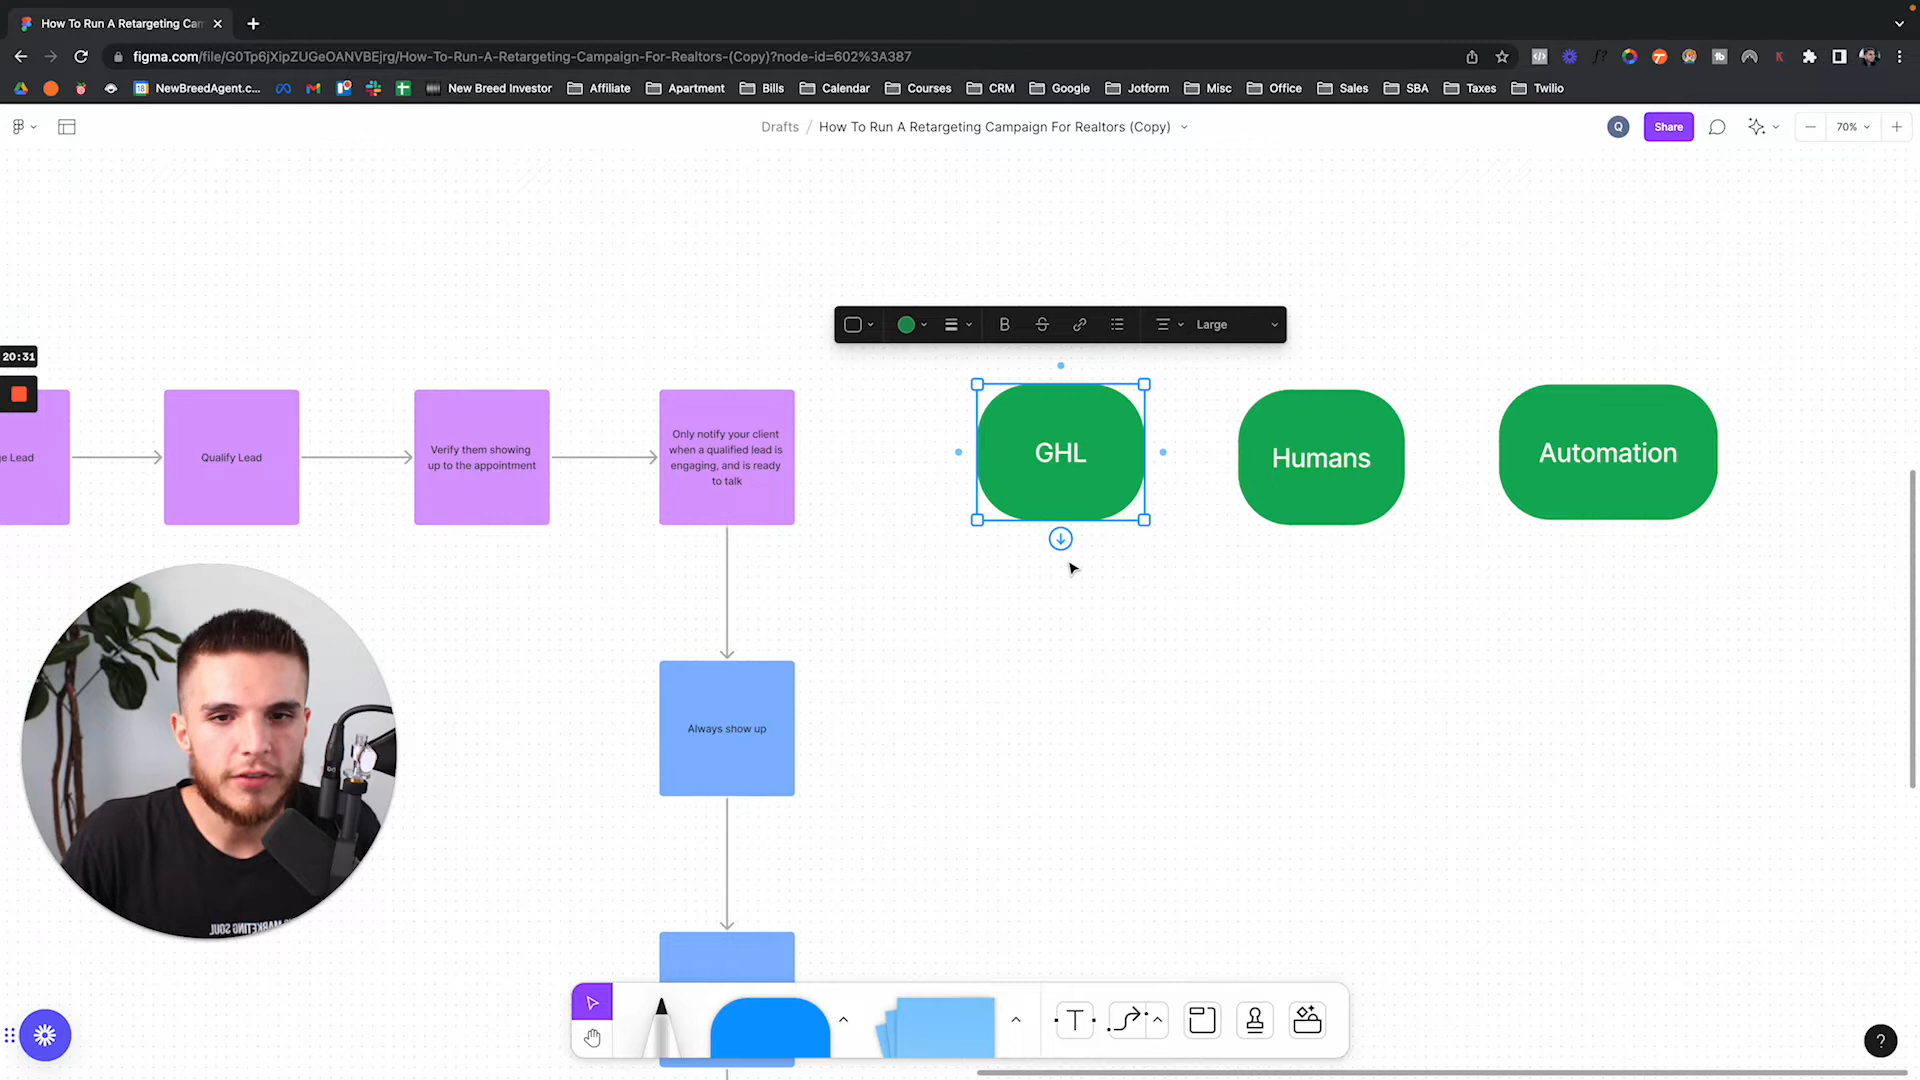 How To Run A Retargeting Car
figma.com/file/G0Tp6jXipZUGeOANVBEjrg/How-To-Run-A-Retargeting-Campaign-For-Realtors-(Copy)?node-id=602%3A387
NewBreedAgent.c... New Breed Investor Affiliate Apartment Bills Calendar Courses CRM Google Jotform Misc Office Sales SBA Taxes Twilio
Drafts / How To Run A Retargeting Campaign For Realtors (Copy)
Q
Share
70%
Large
20:31
ge Lead
Qualify Lead
Verify them showing
up to the appointment
Only notify your client
when a qualified lead is
engaging, and is ready
to talk
GHL
Humans
Automation
Always show up
MARKETING
SOUL